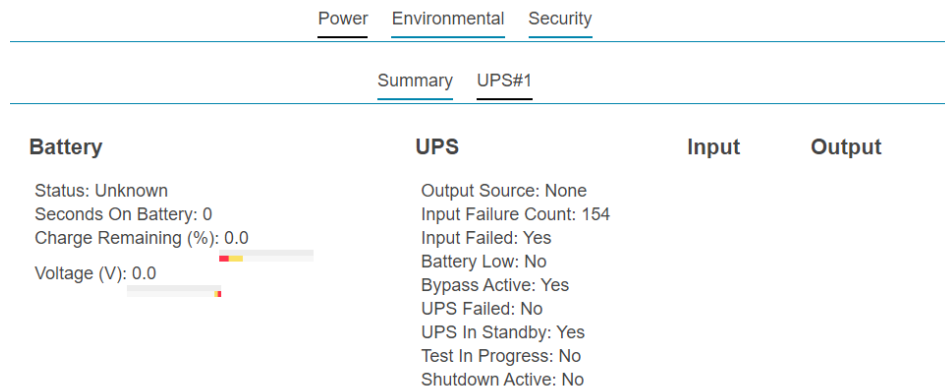 Power Environmental Security
Summary UPS#1
Battery UPS Input Output
Status: Unknown
Seconds On Battery: 0
Charge Remaining (%): 0.0
Voltage (V): 0.0
Output Source: None
Input Failure Count: 154
Input Failed: Yes
Battery Low: No
Bypass Active: Yes
UPS Failed: No
UPS In Standby: Yes
Test In Progress: No
Shutdown Active: No